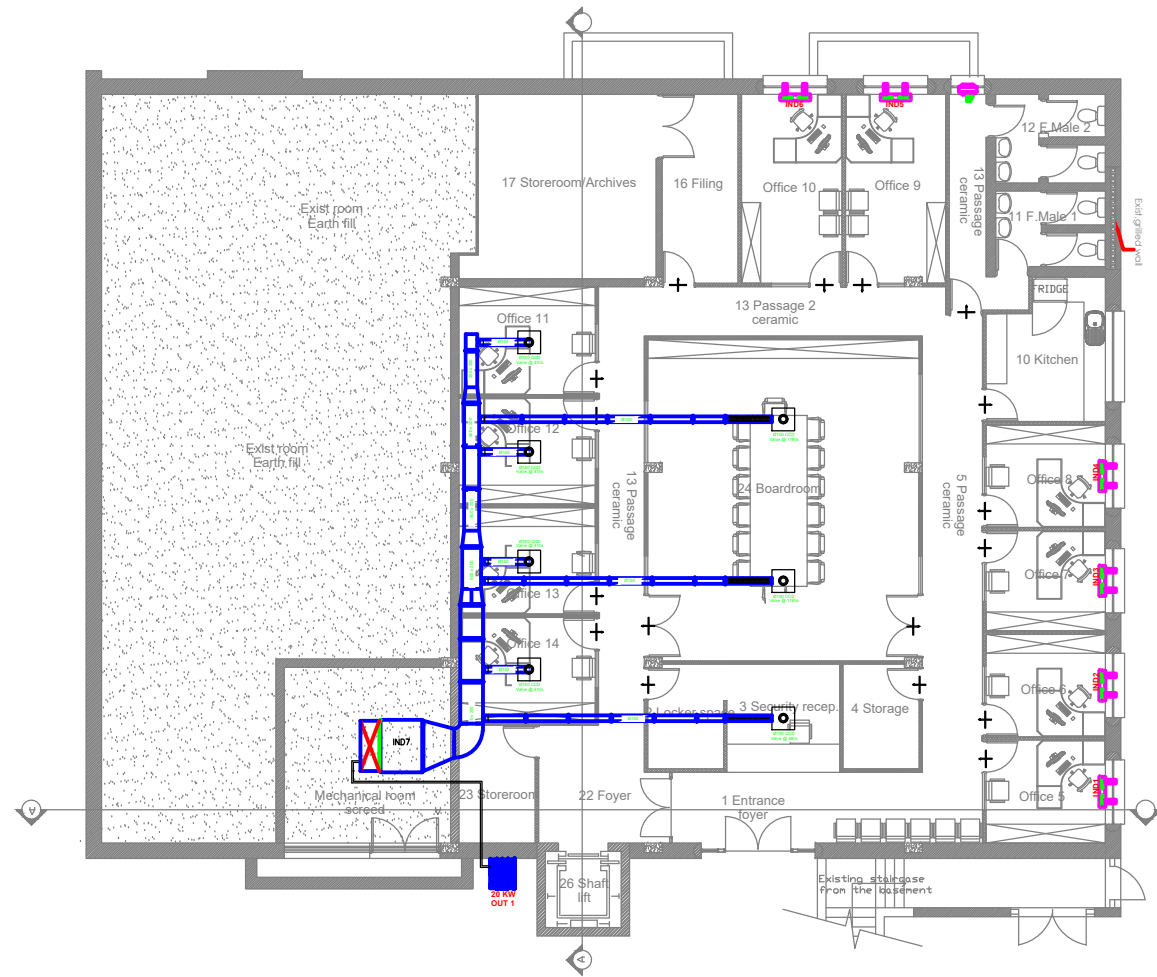 IND6
IND5
12 F.Male 2
17 Storeroom/Archives
16 Filing
Office 10
Office 9
13 Passage
ceramic
11 F.Male 1
Exist.grilled wall
Exist room
Earth fill
FRIDGE
13 Passage 2
ceramic
Office 11
10 Kitchen
Office 12
Exist room
Earth fill
24 Boardroom
13 Passage
ceramic
5 Passage
ceramic
Office 8
IND4
Office 7
IND3
Office 13
Office 14
Office 6
IND2
3 Security recep.
4 Storage
IND7
Mechanical room
screed
23 Storeroom
22 Foyer
1 Entrance
foyer
Office 5
IND1
A
A
20 KW
OUT 1
26 Shaft
lift
Existing staircase
from the basement